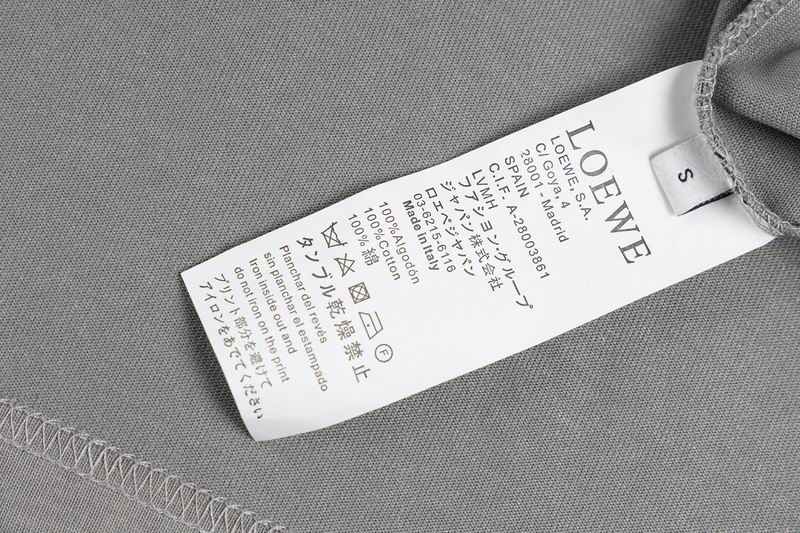 LOEWE
LOEWE, S.A.
C/ Goya, 4
28001 - Madrid
SPAIN
C.I.F. A-28003861
LVMH
ファション・グループ
ジャパン株式会社
ロエベジャパン
03-6215-6116
Made in Italy
100%Algodón
100%Cotton
100% 綿
タンブル乾燥禁止
Planchar del revés
sin planchar el estampado
Iron inside out and
do not iron on the print
プリント部分を避けて
アイロンをあててください
S
F